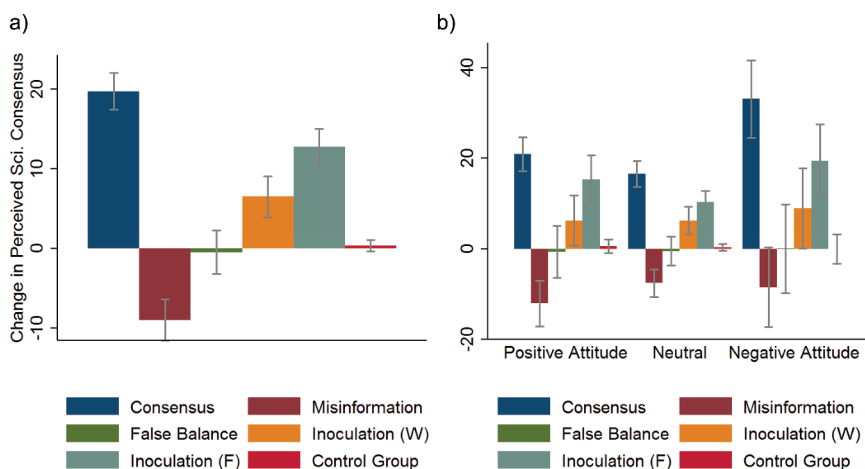 a)
Change in Perceived Sci. Consensus
20
10
0
-10
Consensus Misinformation
False Balance Inoculation (W)
Inoculation (F) Control Group
b)
40
20
0
-20
Positive Attitude Neutral Negative Attitude
Consensus Misinformation
False Balance Inoculation (W)
Inoculation (F) Control Group